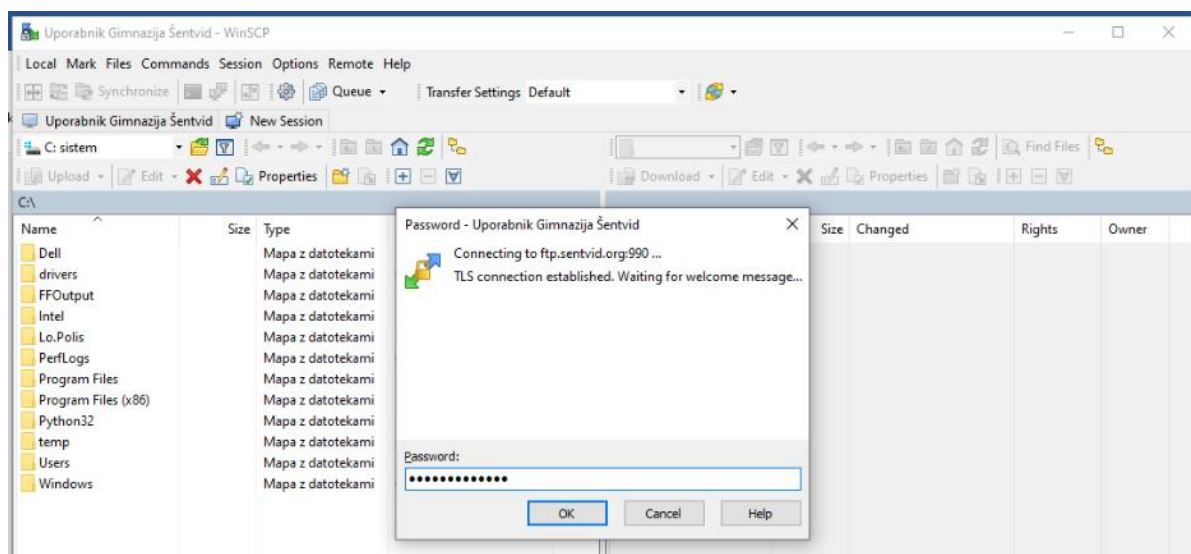 Uporabnik Gimnazija Šentvid - WinSCP
Local Mark Files Commands Session Options Remote Help
Synchronize Queue Transfer Settings Default
Uporabnik Gimnazija Šentvid New Session
C: sistem Find Files
Upload Edit Properties Download Edit Properties
C:\
Name Size Type Size Changed Rights Owner
Dell Mapa z datotekami
drivers Mapa z datotekami
FFOutput Mapa z datotekami
Intel Mapa z datotekami
Lo.Polis Mapa z datotekami
PerfLogs Mapa z datotekami
Program Files Mapa z datotekami
Program Files (x86) Mapa z datotekami
Python32 Mapa z datotekami
temp Mapa z datotekami
Users Mapa z datotekami
Windows Mapa z datotekami
Password - Uporabnik Gimnazija Šentvid
Connecting to ftp.sentvid.org:990 ...
TLS connection established. Waiting for welcome message...
Password:
•••••••••••••
OK Cancel Help